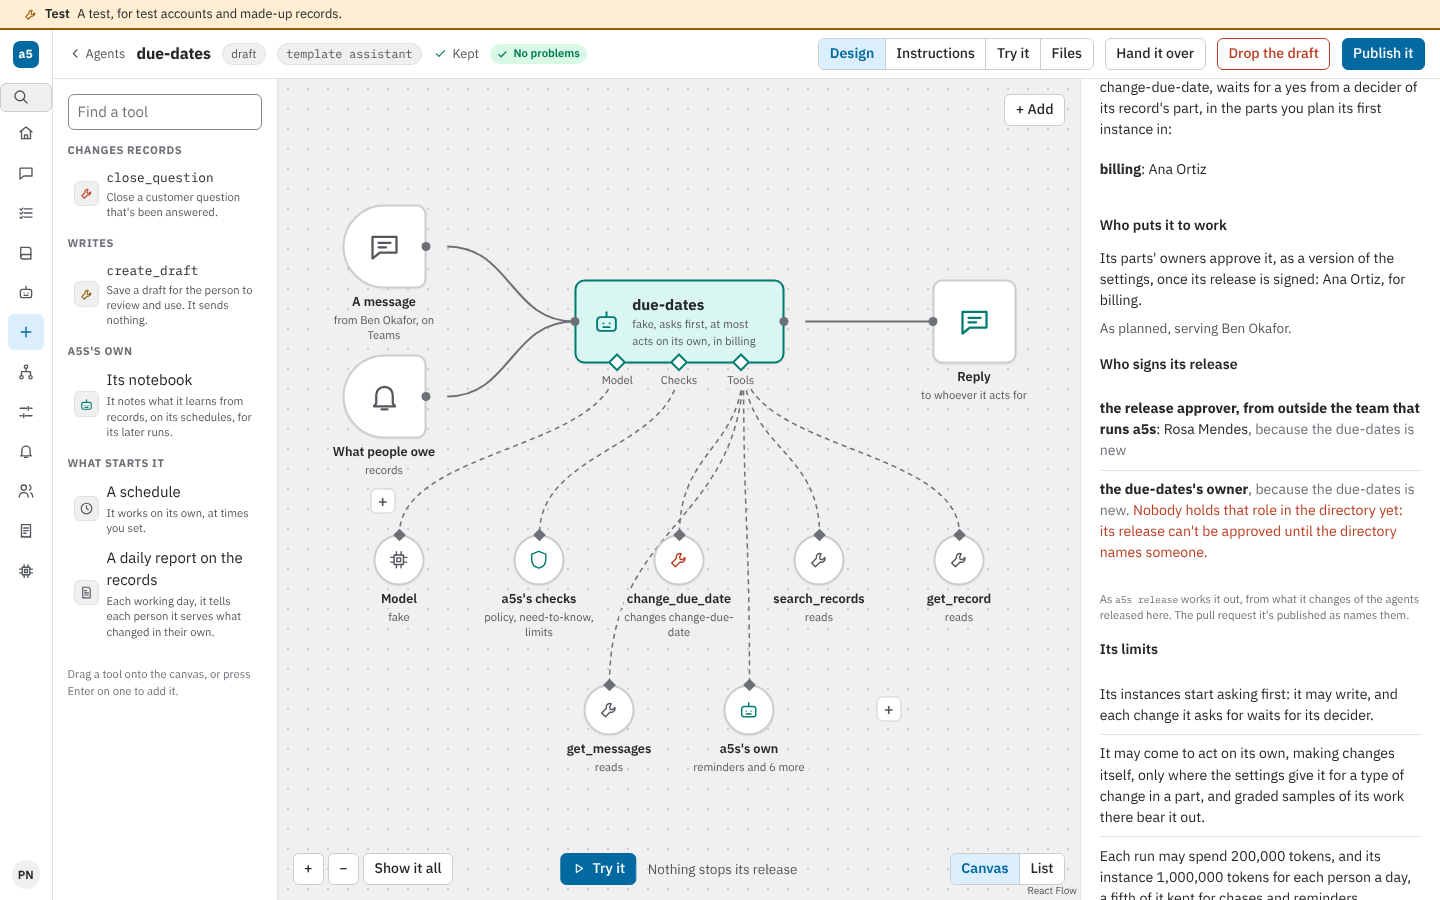 Test A test, for test accounts and made-up records.
a5
Agents
due-dates
draft
template assistant
Kept
No problems
Design
Instructions
Try it
Files
Hand it over
Drop the draft
Publish it
Find a tool
CHANGES RECORDS
close_question
Close a customer question
that's been answered.
WRITES
create_draft
Save a draft for the person to
review and use. It sends
nothing.
A5S'S OWN
Its notebook
It notes what it learns from
records, on its schedules, for
its later runs.
WHAT STARTS IT
A schedule
It works on its own, at times
you set.
A daily report on the
records
Each working day, it tells
each person it serves what
changed in their own.
Drag a tool onto the canvas, or press
Enter on one to add it.
PN
+ Add
A message
from Ben Okafor, on
Teams
What people owe
records
+
due-dates
fake, asks first, at most
acts on its own, in billing
Model
Checks
Tools
Reply
to whoever it acts for
Model
fake
a5s's checks
policy, need-to-know,
limits
change_due_date
changes change-due-
date
search_records
reads
get_record
reads
get_messages
reads
a5s's own
reminders and 6 more
+
+
−
Show it all
Try it
Nothing stops its release
Canvas
List
React Flow
change-due-date, waits for a yes from a decider of
its record's part, in the parts you plan its first
instance in:
billing: Ana Ortiz
Who puts it to work
Its parts' owners approve it, as a version of the
settings, once its release is signed: Ana Ortiz, for
billing.
As planned, serving Ben Okafor.
Who signs its release
the release approver, from outside the team that
runs a5s: Rosa Mendes, because the due-dates is
new
the due-dates's owner, because the due-dates is
new. Nobody holds that role in the directory yet:
its release can't be approved until the directory
names someone.
As a5s release works it out, from what it changes of the agents
released here. The pull request it's published as names them.
Its limits
Its instances start asking first: it may write, and
each change it asks for waits for its decider.
It may come to act on its own, making changes
itself, only where the settings give it for a type of
change in a part, and graded samples of its work
there bear it out.
Each run may spend 200,000 tokens, and its
instance 1,000,000 tokens for each person a day,
a fifth of it kept for chases and reminders